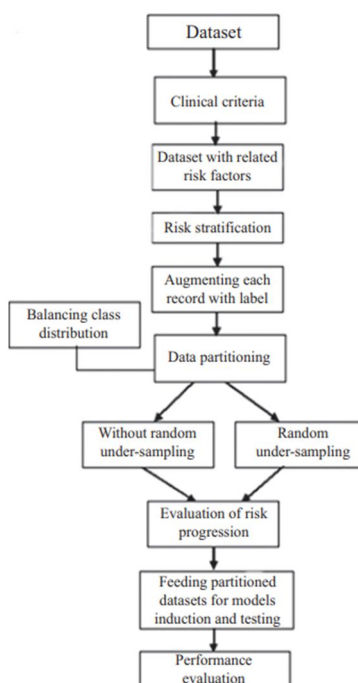 Dataset
Clinical criteria
Dataset with related
risk factors
Risk stratification
Augmenting each
record with label
Balancing class
distribution
Data partitioning
Without random
under-sampling
Random
under-sampling
Evaluation of risk
progression
Feeding partitioned
datasets for models
induction and testing
Performance
evaluation